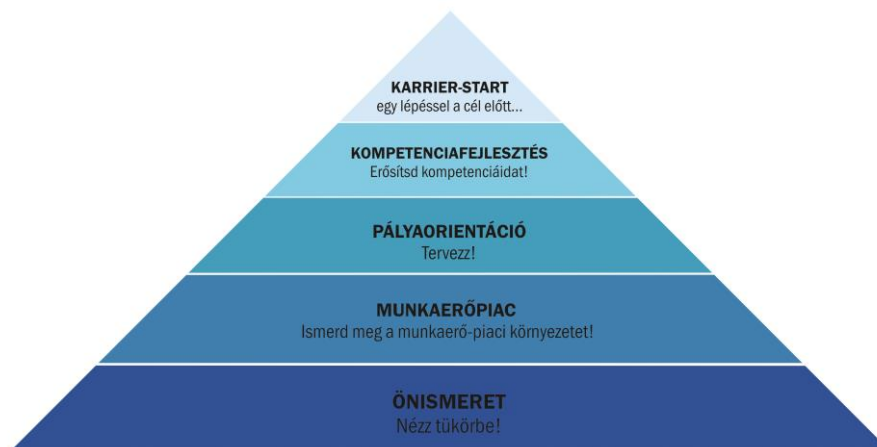 KARRIER-START
egy lépéssel a cél előtt...
KOMPETENCIAFEJLESZTÉS
Erősítsd kompetenciáidat!
PÁLYAORIENTÁCIÓ
Tervezz!
MUNKAERŐPIAC
Ismerd meg a munkaerő-piaci környezetet!
ÖNISMERET
Nézz tükörbe!